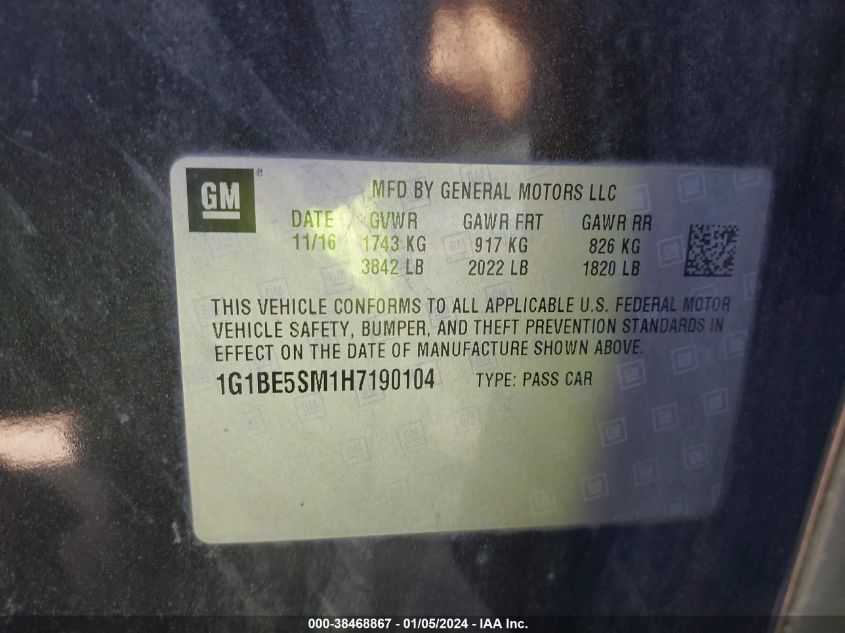 GM ® MFD BY GENERAL MOTORS LLC
DATE GVWR GAWR FRT GAWR RR
11/16 1743 KG 917 KG 826 KG
3842 LB 2022 LB 1820 LB
THIS VEHICLE CONFORMS TO ALL APPLICABLE U.S. FEDERAL MOTOR
VEHICLE SAFETY, BUMPER, AND THEFT PREVENTION STANDARDS IN
EFFECT ON THE DATE OF MANUFACTURE SHOWN ABOVE.
1G1BE5SM1H7190104 TYPE: PASS CAR
000-38468867 - 01/05/2024 - IAA Inc.